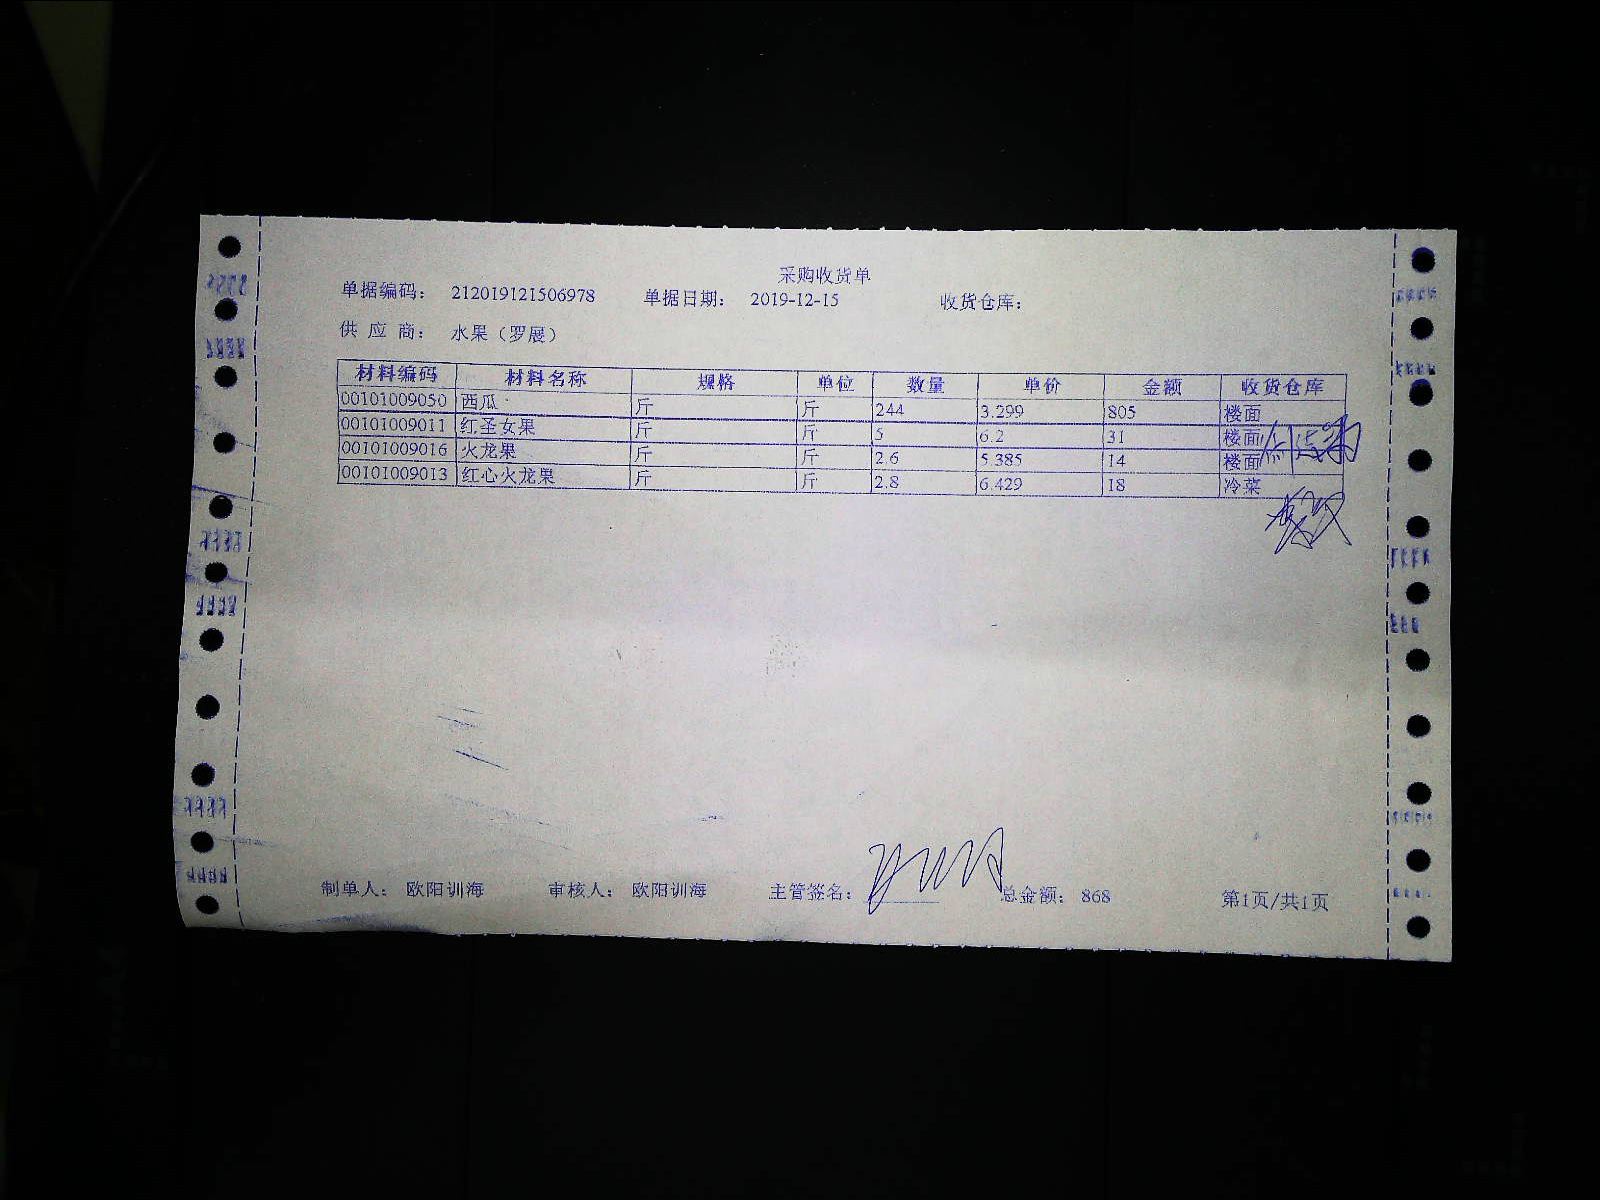 采购收货单
单据编码： 212019121506978 单据日期： 2019-12-15 收货仓库：
供 应 商： 水果（罗展）
材料编码 材料名称 规格 单位 数量 单价 金额 收货仓库
00101009050 西瓜 斤 斤 244 3.299 805 楼面
00101009011 红圣女果 斤 斤 5 6.2 31 楼面
00101009016 火龙果 斤 斤 2.6 5.385 14 楼面
00101009013 红心火龙果 斤 斤 2.8 6.429 18 冷菜
制单人： 欧阳训海 审核人： 欧阳训海 主管签名： 总金额： 868 第1页/共1页